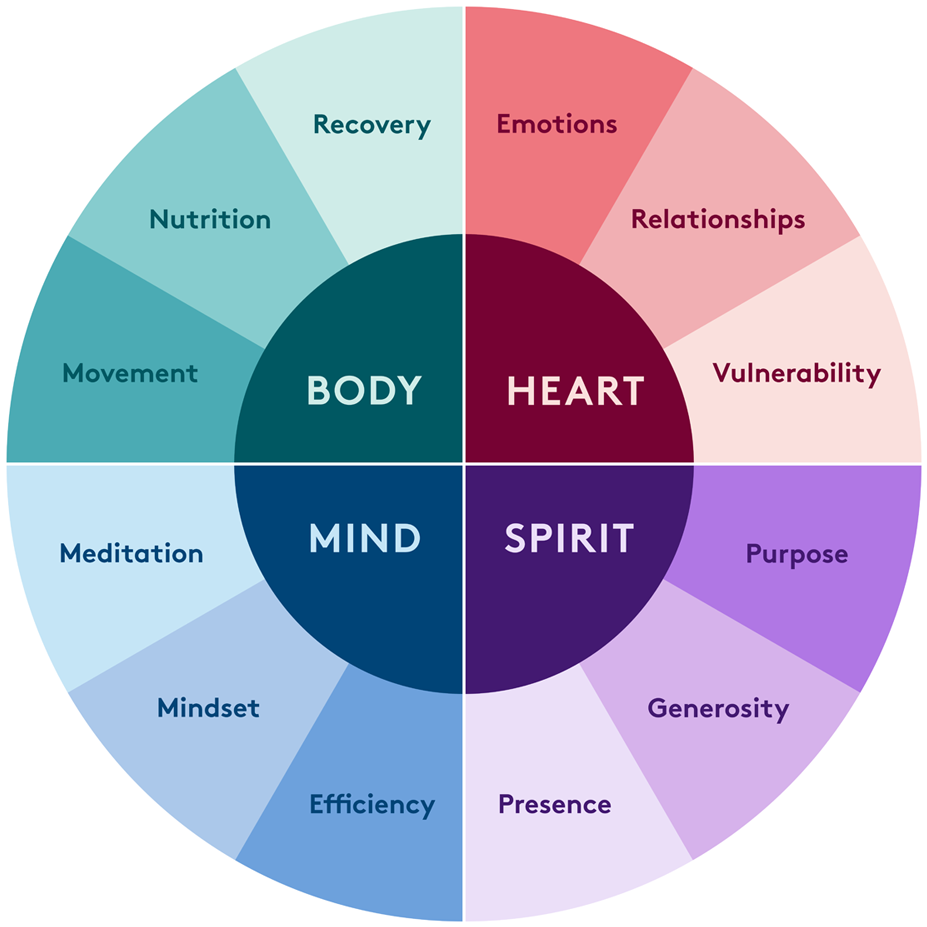 Recovery
Emotions
Nutrition
Relationships
Movement
Vulnerability
BODY
HEART
MIND
SPIRIT
Meditation
Purpose
Mindset
Generosity
Efficiency
Presence